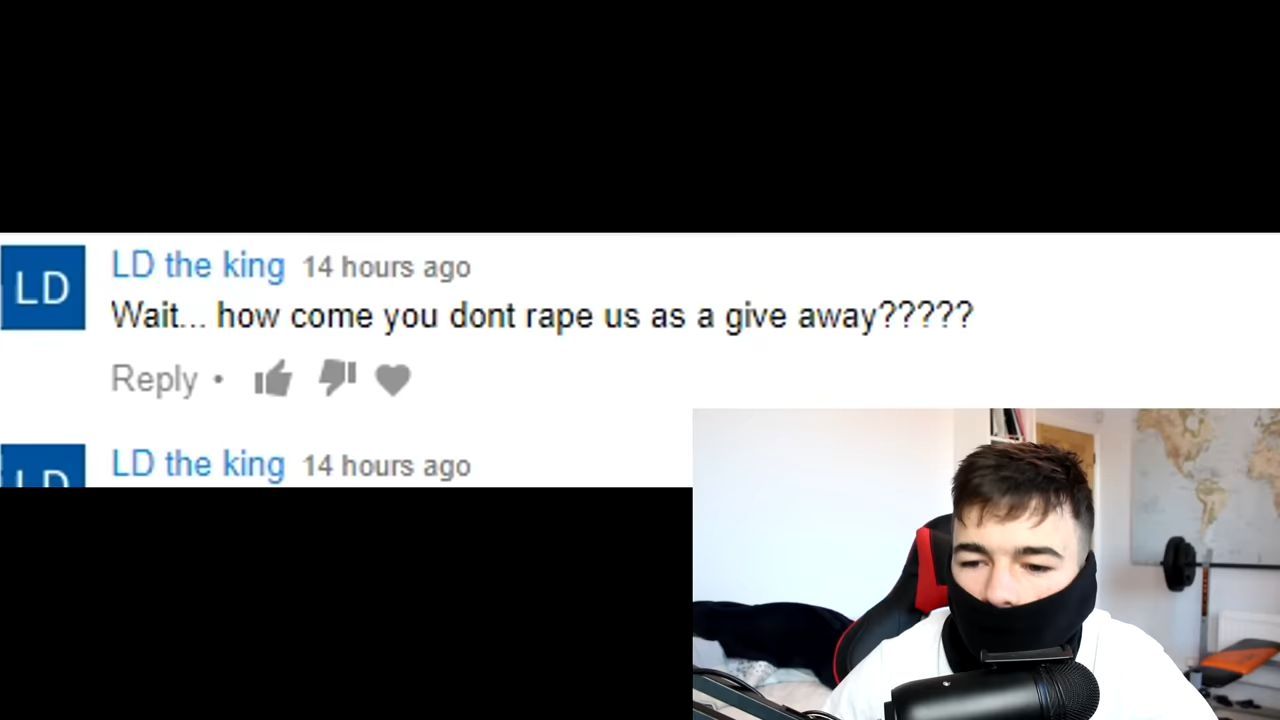 LD
LD the king 14 hours ago
Wait... how come you dont rape us as a give away?????
Reply •
LD
LD the king 14 hours ago